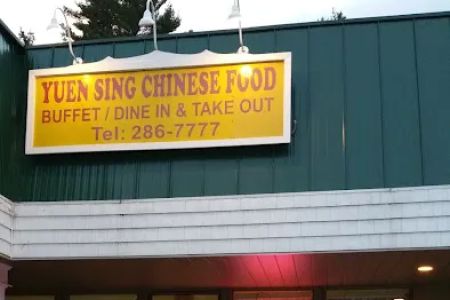 YUEN SING CHINESE FOOD
BUFFET / DINE IN & TAKE OUT
Tel: 286-7777